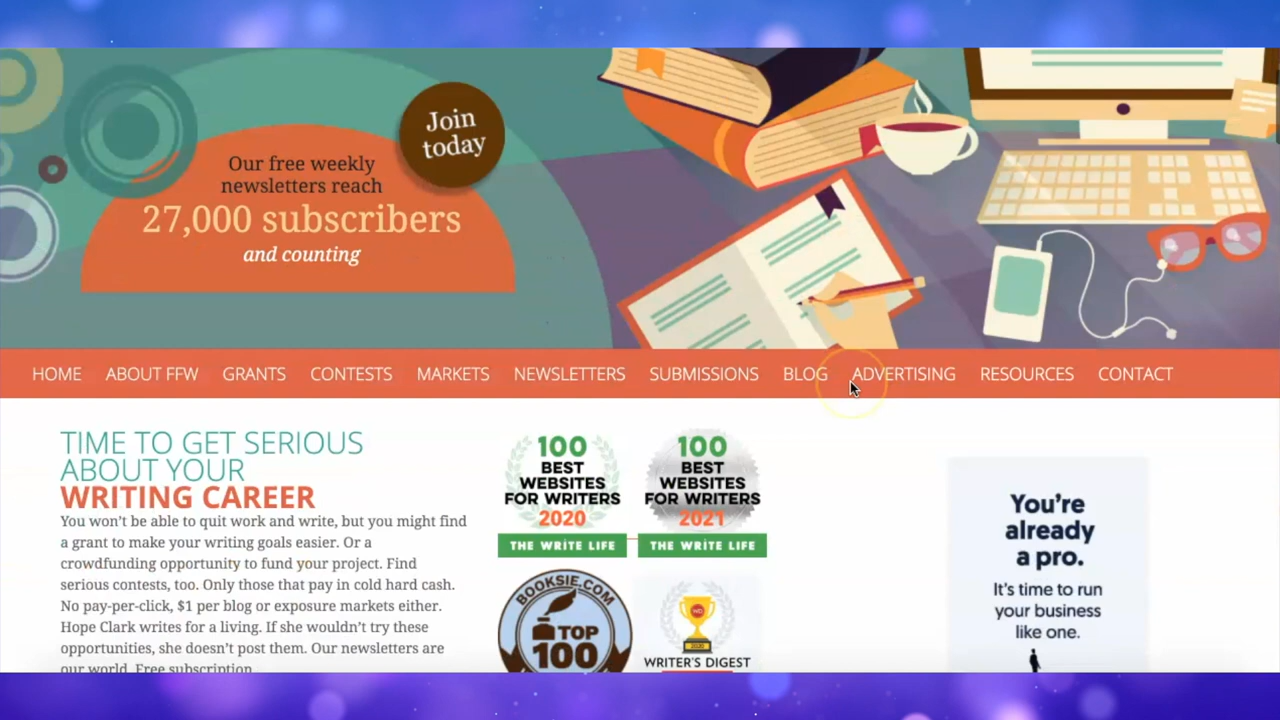 Join
today
Our free weekly
newsletters reach
27,000 subscribers
and counting
HOME ABOUT FFW GRANTS CONTESTS MARKETS NEWSLETTERS SUBMISSIONS BLOG ADVERTISING RESOURCES CONTACT
TIME TO GET SERIOUS
ABOUT YOUR
WRITING CAREER
You won't be able to quit work and write, but you might find
a grant to make your writing goals easier. Or a
crowdfunding opportunity to fund your project. Find
serious contests, too. Only those that pay in cold hard cash.
No pay-per-click, $1 per blog or exposure markets either.
Hope Clark writes for a living. If she wouldn't try these
opportunities, she doesn't post them. Our newsletters are
our world. Free subscription.
100
BEST
WEBSITES
FOR WRITERS
2020
THE WRITE LIFE
100
BEST
WEBSITES
FOR WRITERS
2021
THE WRITE LIFE
BOOKSIE.COM
TOP
100
WD
2020
WRITER'S DIGEST
You're
already
a pro.
It's time to run
your business
like one.